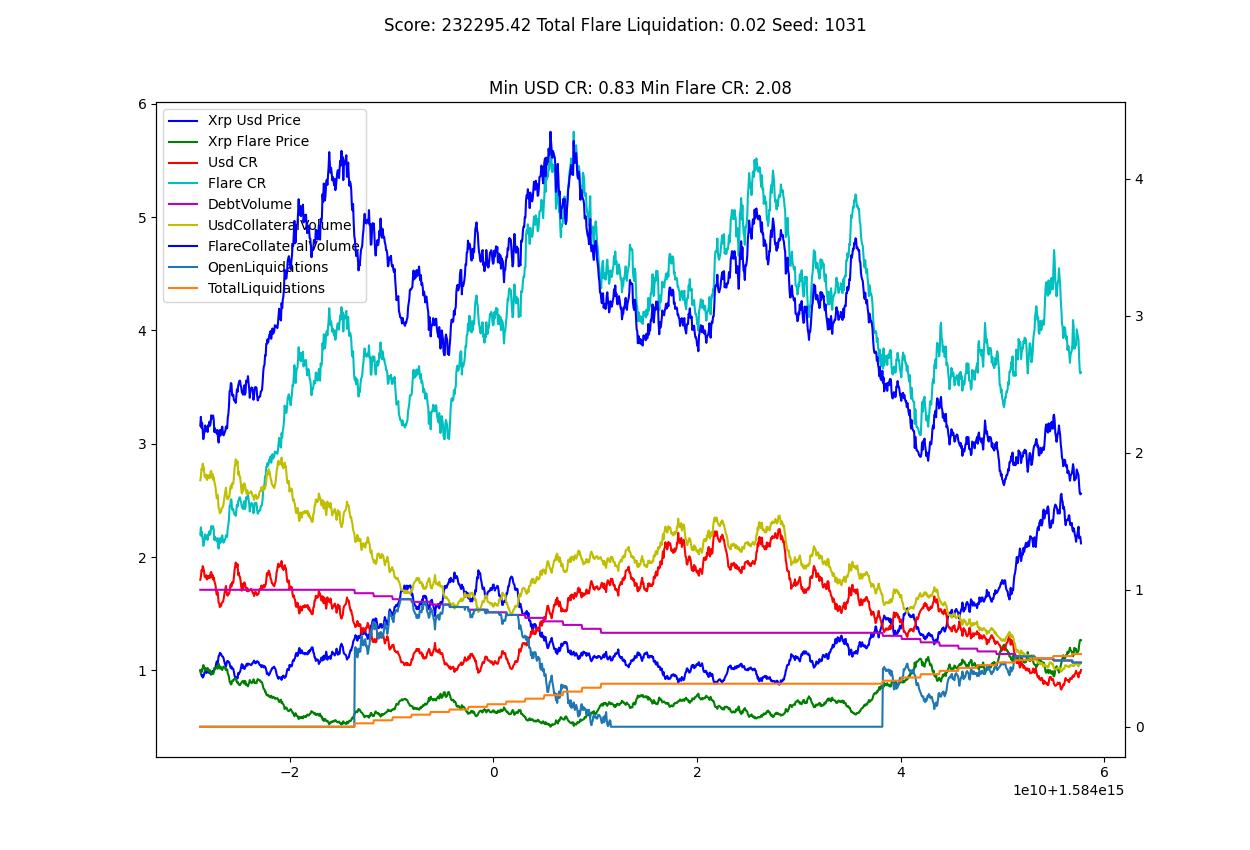 Score: 232295.42 Total Flare Liquidation: 0.02 Seed: 1031
Min USD CR: 0.83 Min Flare CR: 2.08
Xrp Usd Price
Xrp Flare Price
Usd CR
Flare CR
DebtVolume
UsdCollateralVolume
FlareCollateralVolume
OpenLiquidations
TotalLiquidations
6
5
4
3
2
1
4
3
2
1
0
−2
0
2
4
6
1e10+1.584e15